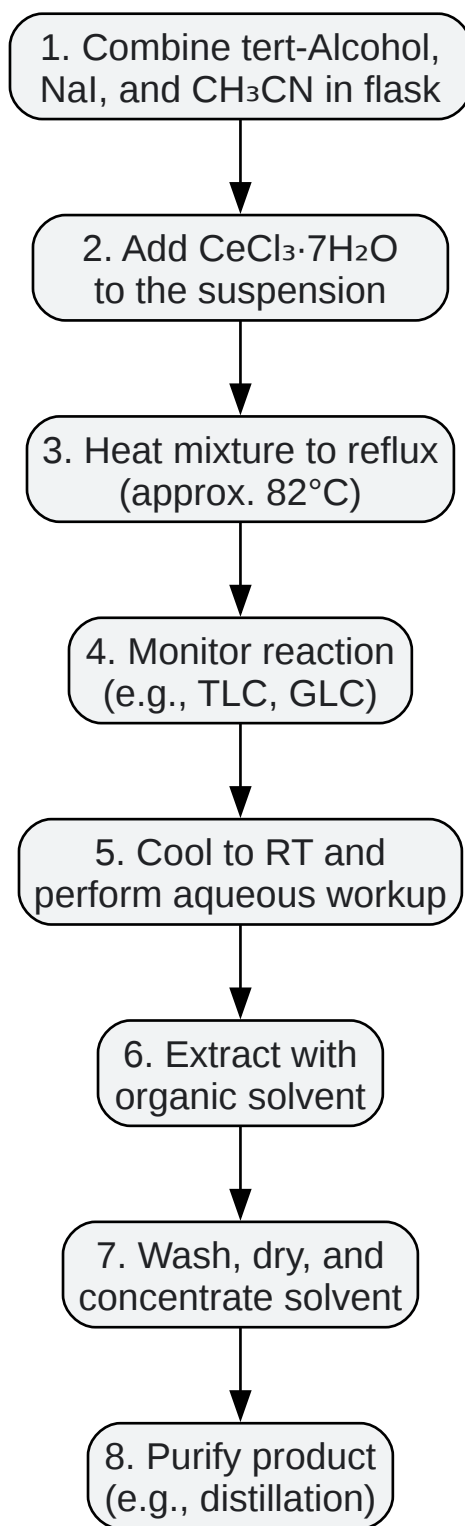 1. Combine tert-Alcohol,
NaI, and CH₃CN in flask
2. Add CeCl₃·7H₂O
to the suspension
3. Heat mixture to reflux
(approx. 82°C)
4. Monitor reaction
(e.g., TLC, GLC)
5. Cool to RT and
perform aqueous workup
6. Extract with
organic solvent
7. Wash, dry, and
concentrate solvent
8. Purify product
(e.g., distillation)